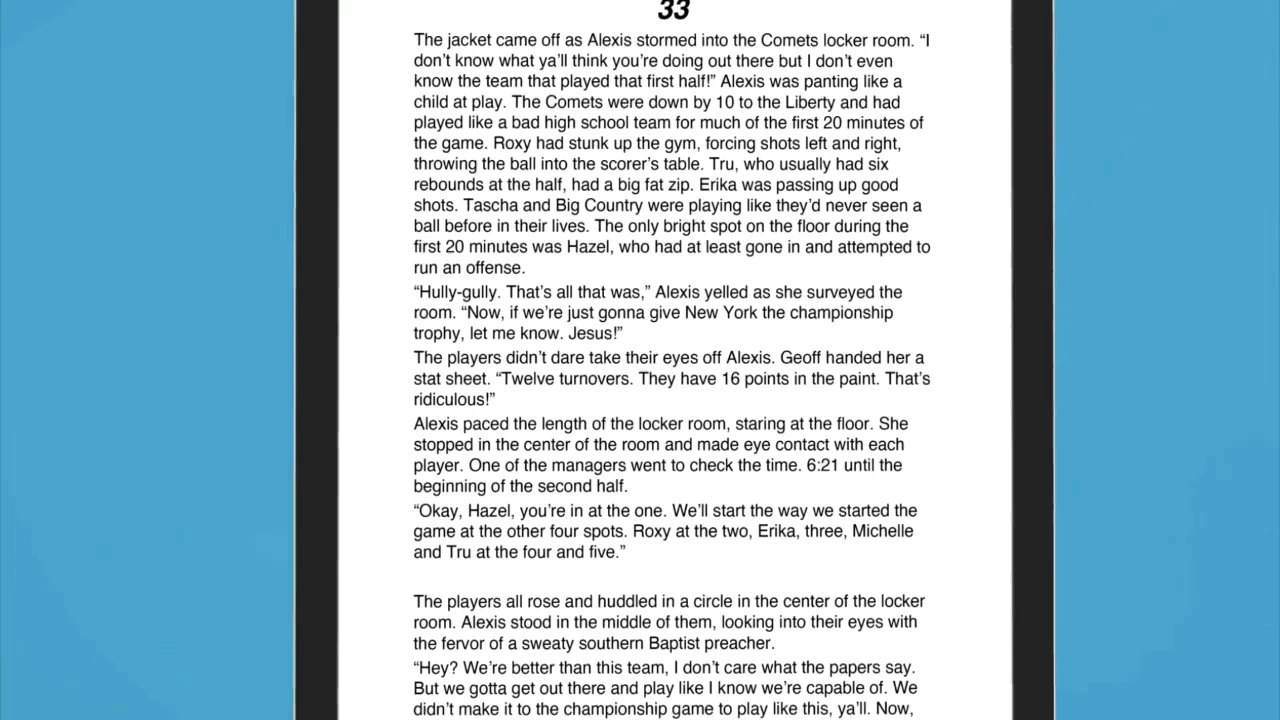 33
The jacket came off as Alexis stormed into the Comets locker room. “I
don’t know what ya’ll think you’re doing out there but I don’t even
know the team that played that first half!” Alexis was panting like a
child at play. The Comets were down by 10 to the Liberty and had
played like a bad high school team for much of the first 20 minutes of
the game. Roxy had stunk up the gym, forcing shots left and right,
throwing the ball into the scorer’s table. Tru, who usually had six
rebounds at the half, had a big fat zip. Erika was passing up good
shots. Tascha and Big Country were playing like they’d never seen a
ball before in their lives. The only bright spot on the floor during the
first 20 minutes was Hazel, who had at least gone in and attempted to
run an offense.
“Hully-gully. That’s all that was,” Alexis yelled as she surveyed the
room. “Now, if we’re just gonna give New York the championship
trophy, let me know. Jesus!”
The players didn’t dare take their eyes off Alexis. Geoff handed her a
stat sheet. “Twelve turnovers. They have 16 points in the paint. That’s
ridiculous!”
Alexis paced the length of the locker room, staring at the floor. She
stopped in the center of the room and made eye contact with each
player. One of the managers went to check the time. 6:21 until the
beginning of the second half.
“Okay, Hazel, you’re in at the one. We’ll start the way we started the
game at the other four spots. Roxy at the two, Erika, three, Michelle
and Tru at the four and five.”
The players all rose and huddled in a circle in the center of the locker
room. Alexis stood in the middle of them, looking into their eyes with
the fervor of a sweaty southern Baptist preacher.
“Hey? We’re better than this team, I don’t care what the papers say.
But we gotta get out there and play like I know we’re capable of. We
didn’t make it to the championship game to play like this, ya’ll. Now,